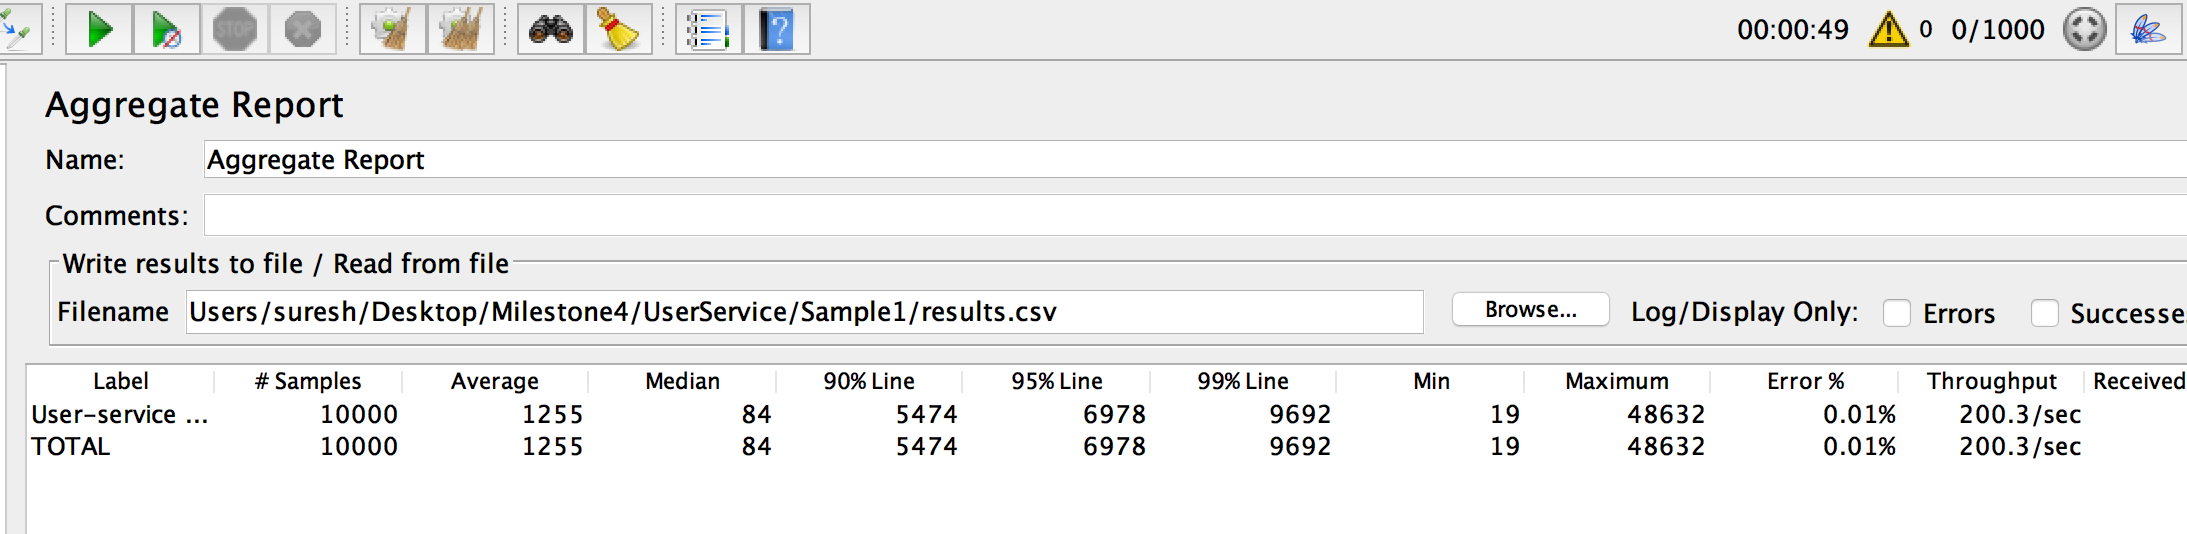 STOP 00:00:49 0 0/1000
Aggregate Report
Name: Aggregate Report
Comments:
Write results to file / Read from file
Filename Users/suresh/Desktop/Milestone4/UserService/Sample1/results.csv Browse... Log/Display Only: Errors Successe
Label # Samples Average Median 90% Line 95% Line 99% Line Min Maximum Error % Throughput Received
User-service ... 10000 1255 84 5474 6978 9692 19 48632 0.01% 200.3/sec
TOTAL 10000 1255 84 5474 6978 9692 19 48632 0.01% 200.3/sec